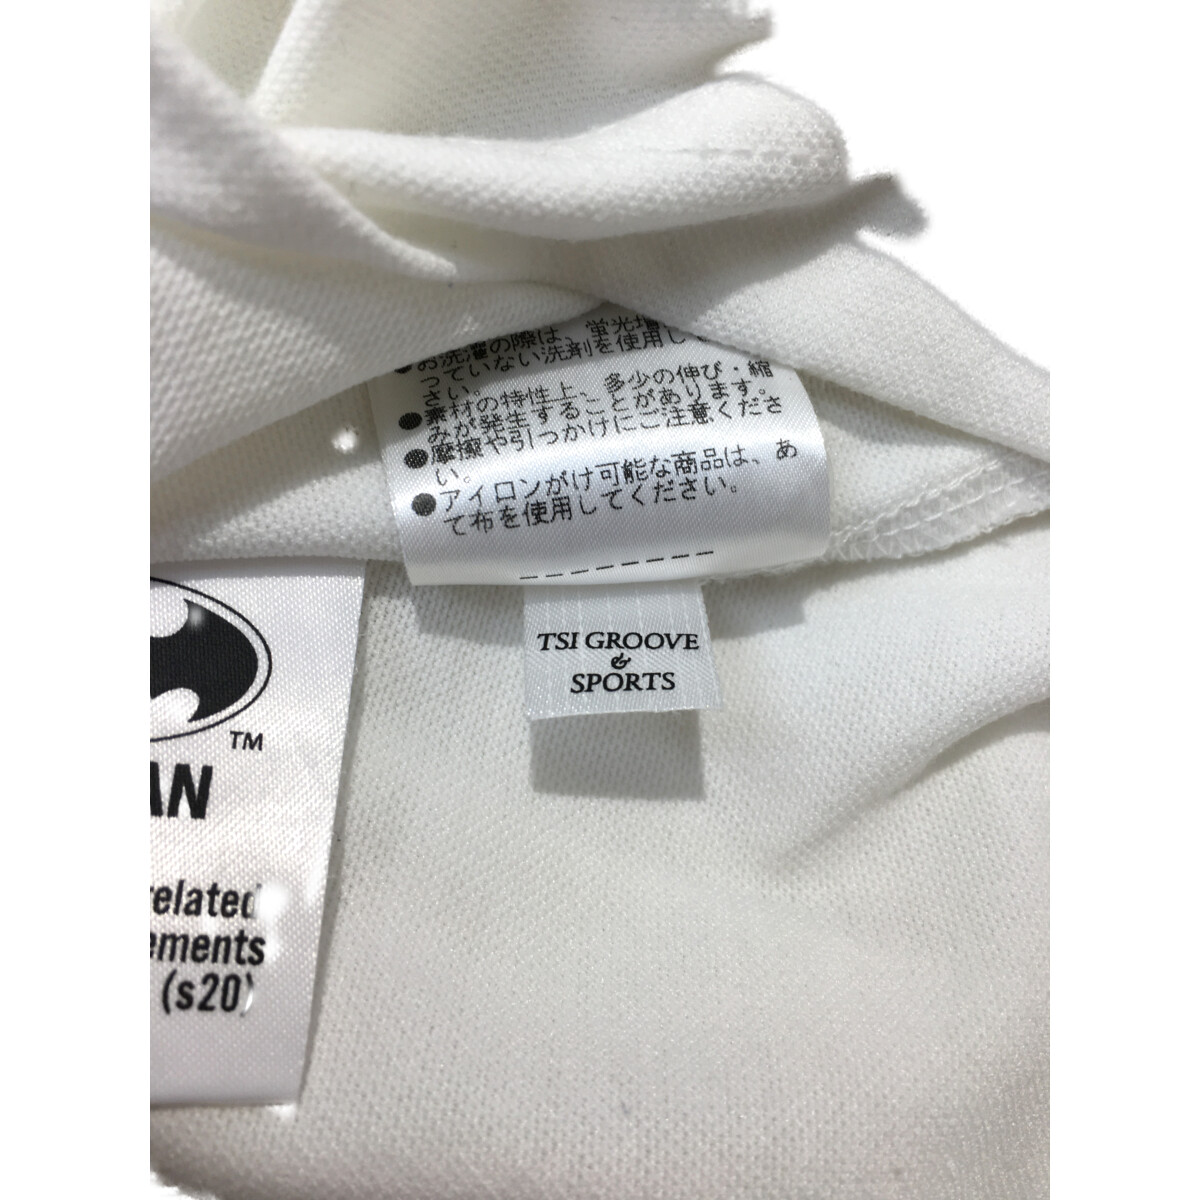 ●お洗濯の際は、蛍光増
っていない洗剤を使用して
さい。
●素材の特性上、多少の伸び・縮
みが発生することがあります。
●摩擦や引っかけにご注意くださ
い。
●アイロンがけ可能な商品は、あ
て布を使用してください。
TSI GROOVE
&
SPORTS
TM
AN
related
ements
(s20)